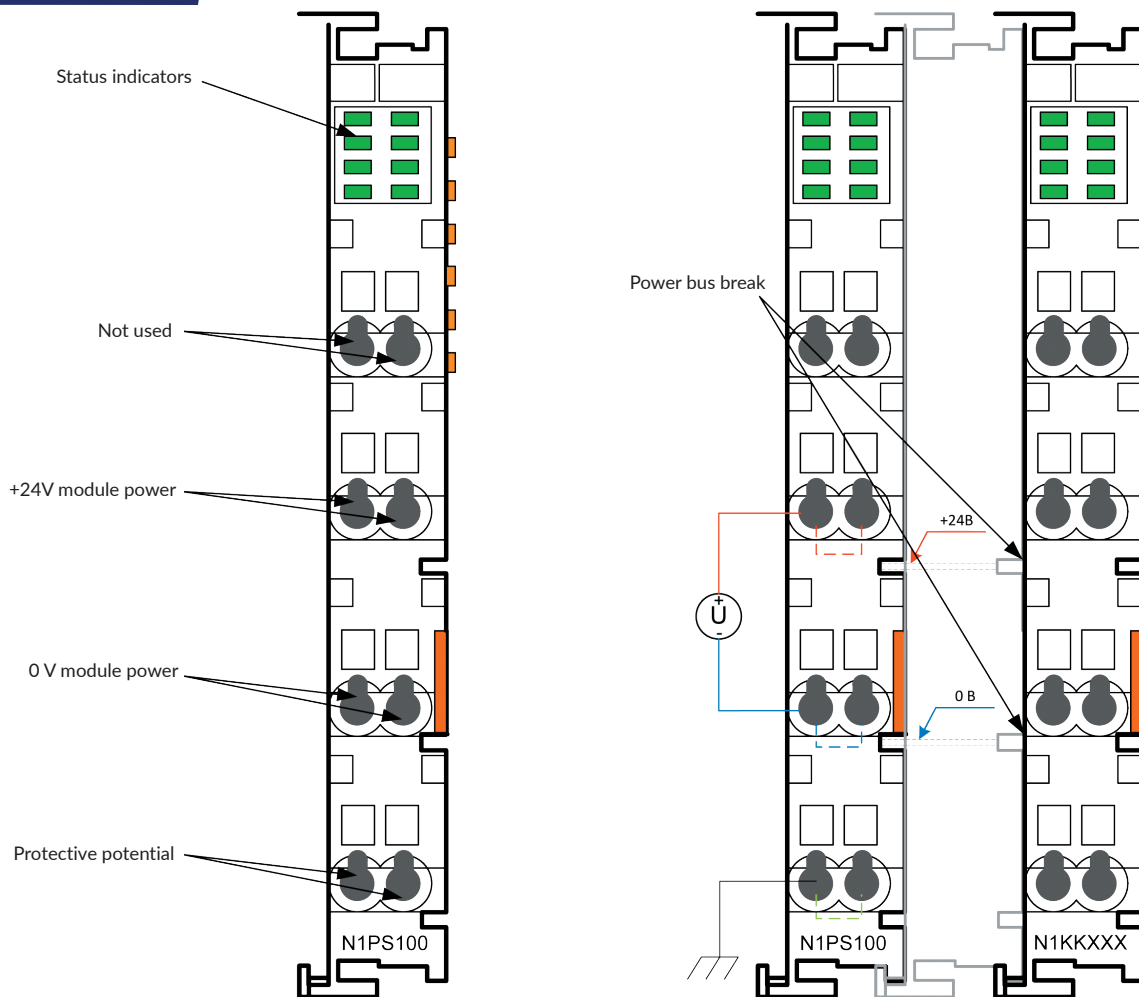 Status indicators
Not used
+24V module power
0 V module power
Protective potential
N1PS100
Power bus break
+24В
+
U
-
0 В
N1PS100
N1KKXXX